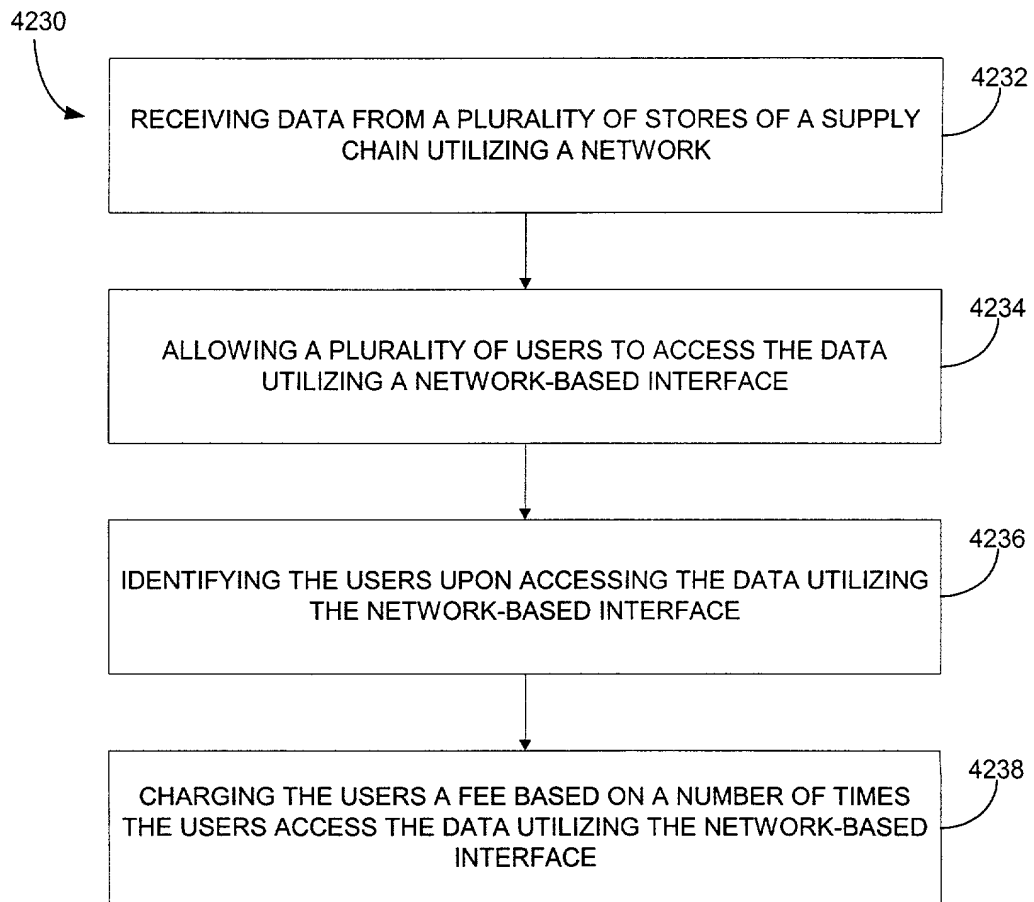 4230
4232
RECEIVING DATA FROM A PLURALITY OF STORES OF A SUPPLY
CHAIN UTILIZING A NETWORK
4234
ALLOWING A PLURALITY OF USERS TO ACCESS THE DATA
UTILIZING A NETWORK-BASED INTERFACE
4236
IDENTIFYING THE USERS UPON ACCESSING THE DATA UTILIZING
THE NETWORK-BASED INTERFACE
4238
CHARGING THE USERS A FEE BASED ON A NUMBER OF TIMES
THE USERS ACCESS THE DATA UTILIZING THE NETWORK-BASED
INTERFACE